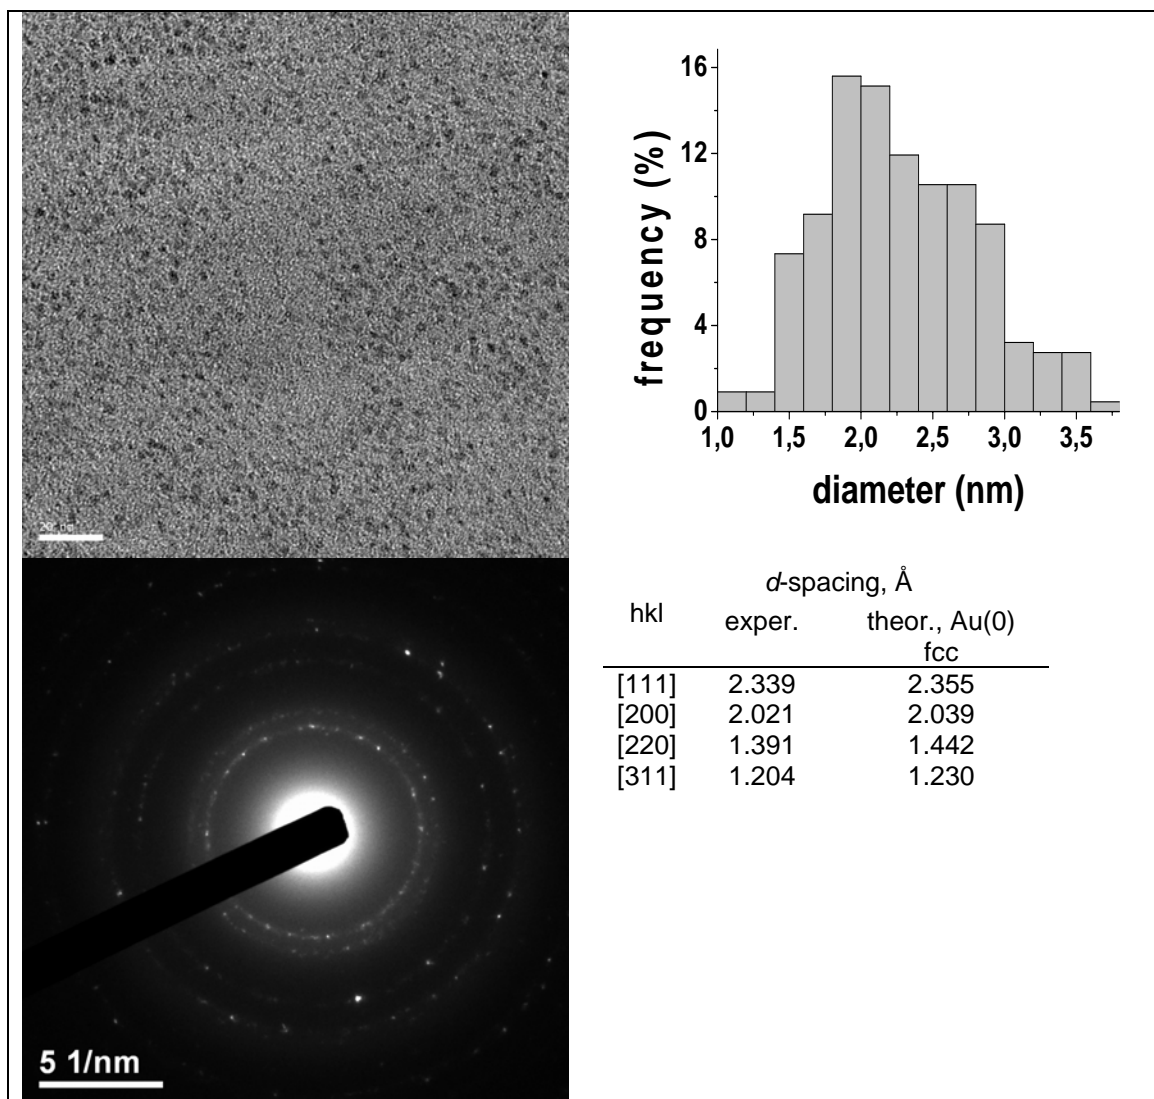 16
12
8
4
0
frequency (%)
1,0 1,5 2,0 2,5 3,0 3,5
diameter (nm)
20 nm
d-spacing, Å
hkl exper. theor., Au(0)
fcc
[111] 2.339 2.355
[200] 2.021 2.039
[220] 1.391 1.442
[311] 1.204 1.230
5 1/nm